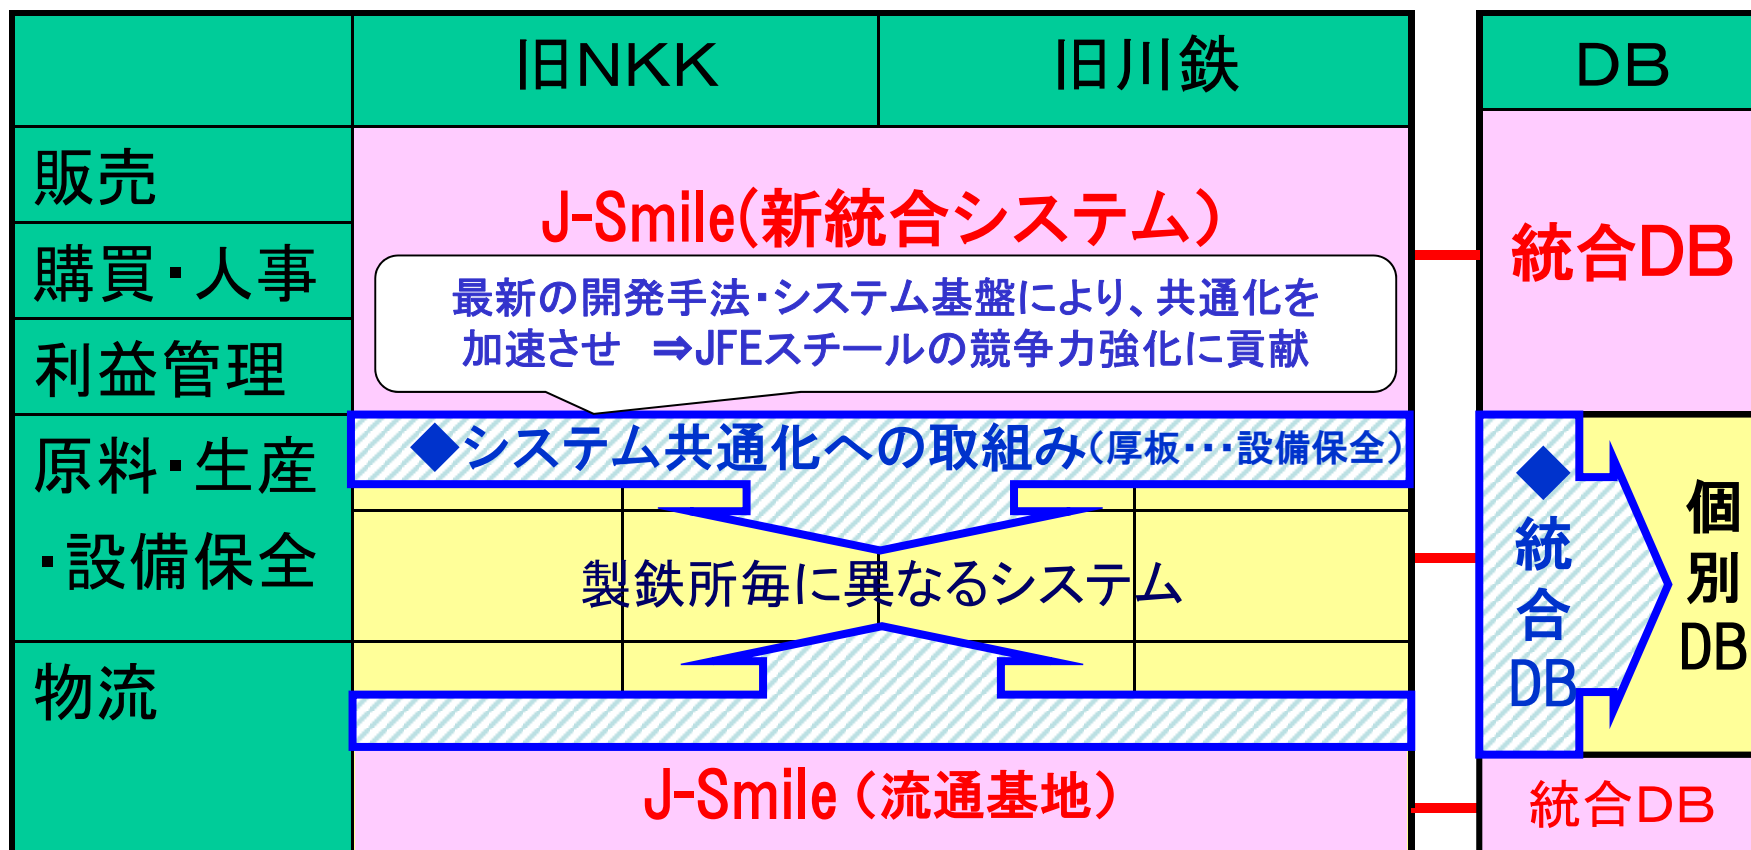 旧NKK
旧川鉄
DB
販売
購買・人事
利益管理
原料・生産
・設備保全
物流
J-Smile(新統合システム)
最新の開発手法・システム基盤により、共通化を
加速させ　⇒JFEスチールの競争力強化に貢献
◆システム共通化への取組み(厚板・・・設備保全)
製鉄所毎に異なるシステム
J-Smile(流通基地)
統合DB
◆
統
合
DB
個
別
DB
統合DB